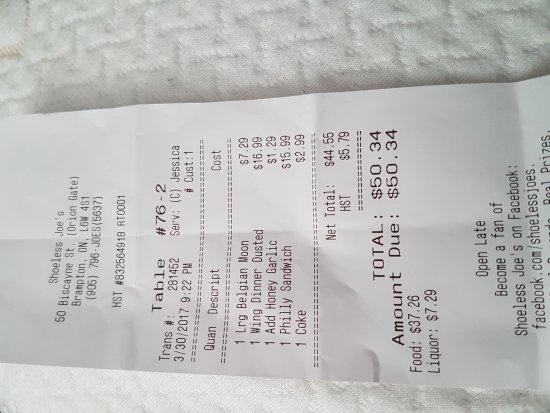 Shoeless Joe's
50 Biscayne St. (Orion Gate)
Brampton, ON, L6W 4S1
(905) 796-JOES(5637)
HST #832564910 RT0001
Table #76-2
Trans #: 281452 Serv: (C) Jessica
3/30/2017 9:22 PM # Cust:1
Quan Descript Cost
1 Lrg Belgian Moon $7.29
1 Wing Dinner Dusted $16.99
1 Add Honey Garlic $1.29
1 Philly Sandwich $15.99
1 Coke $2.99
Net Total: $44.55
HST $5.79
TOTAL: $50.34
Amount Due: $50.34
Food: $37.26
Liquor: $7.29
Open Late
Become a fan of
Shoeless Joe's on Facebook:
facebook.com/shoelessjoes.
Real Prizes